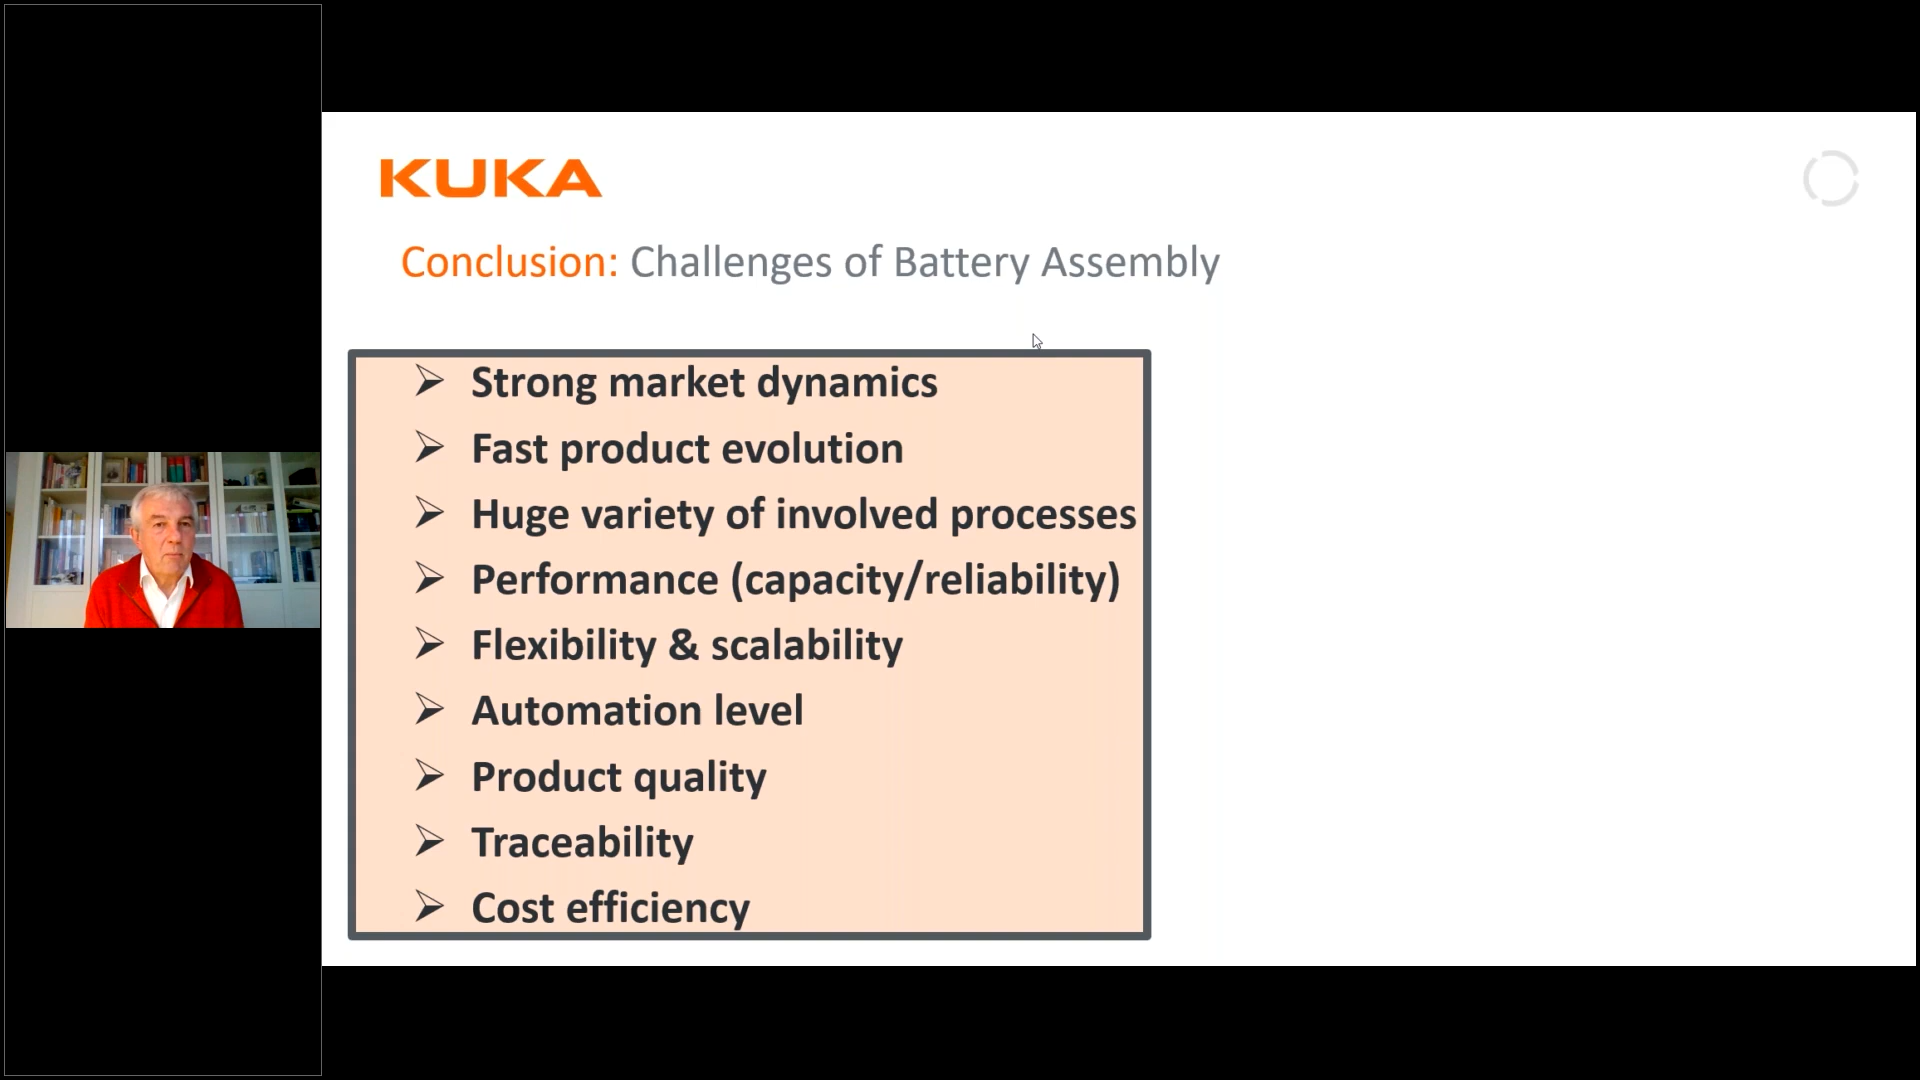 KUKA
Conclusion: Challenges of Battery Assembly
Strong market dynamics
Fast product evolution
Huge variety of involved processes
Performance (capacity/reliability)
Flexibility & scalability
Automation level
Product quality
Traceability
Cost efficiency